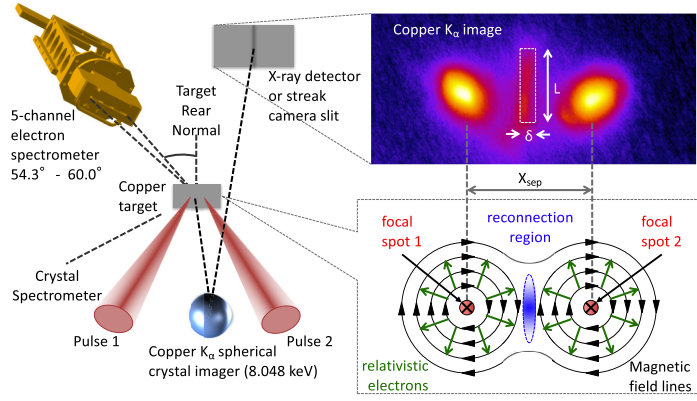 5-channel
electron
spectrometer
54.3° - 60.0°
Target
Rear
Normal
X-ray detector
or streak
camera slit
Copper
target
Crystal
Spectrometer
Pulse 1
Pulse 2
Copper Kα spherical
crystal imager (8.048 keV)
Copper Kα image
L
δ
Xsep
focal
spot 1
reconnection
region
focal
spot 2
relativistic
electrons
Magnetic
field lines